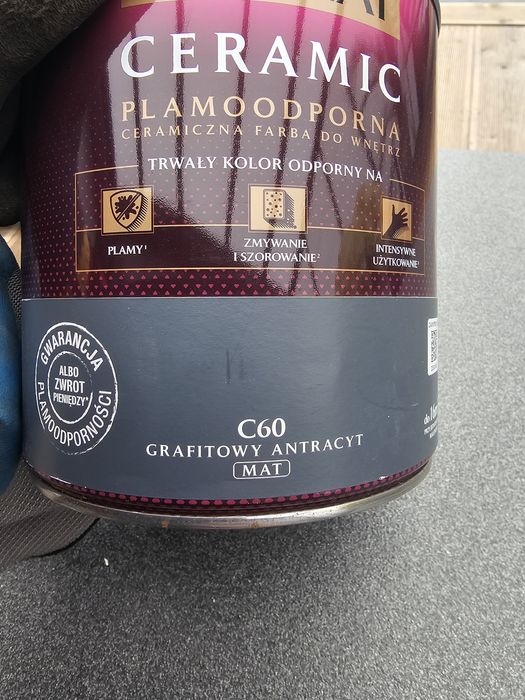 CERAMIC
PLAMOODPORNA
CERAMICZNA FARBA DO WNĘTRZ
TRWAŁY KOLOR ODPORNY NA
PLAMY¹
ZMYWANIE
I SZOROWANIE²
INTENSYWNE
UŻYTKOWANIE³
GWARANCJA
ALBO
ZWROT
PIENIĘDZY*
PLAMOODPORNOŚCI
C60
GRAFITOWY ANTRACYT
MAT